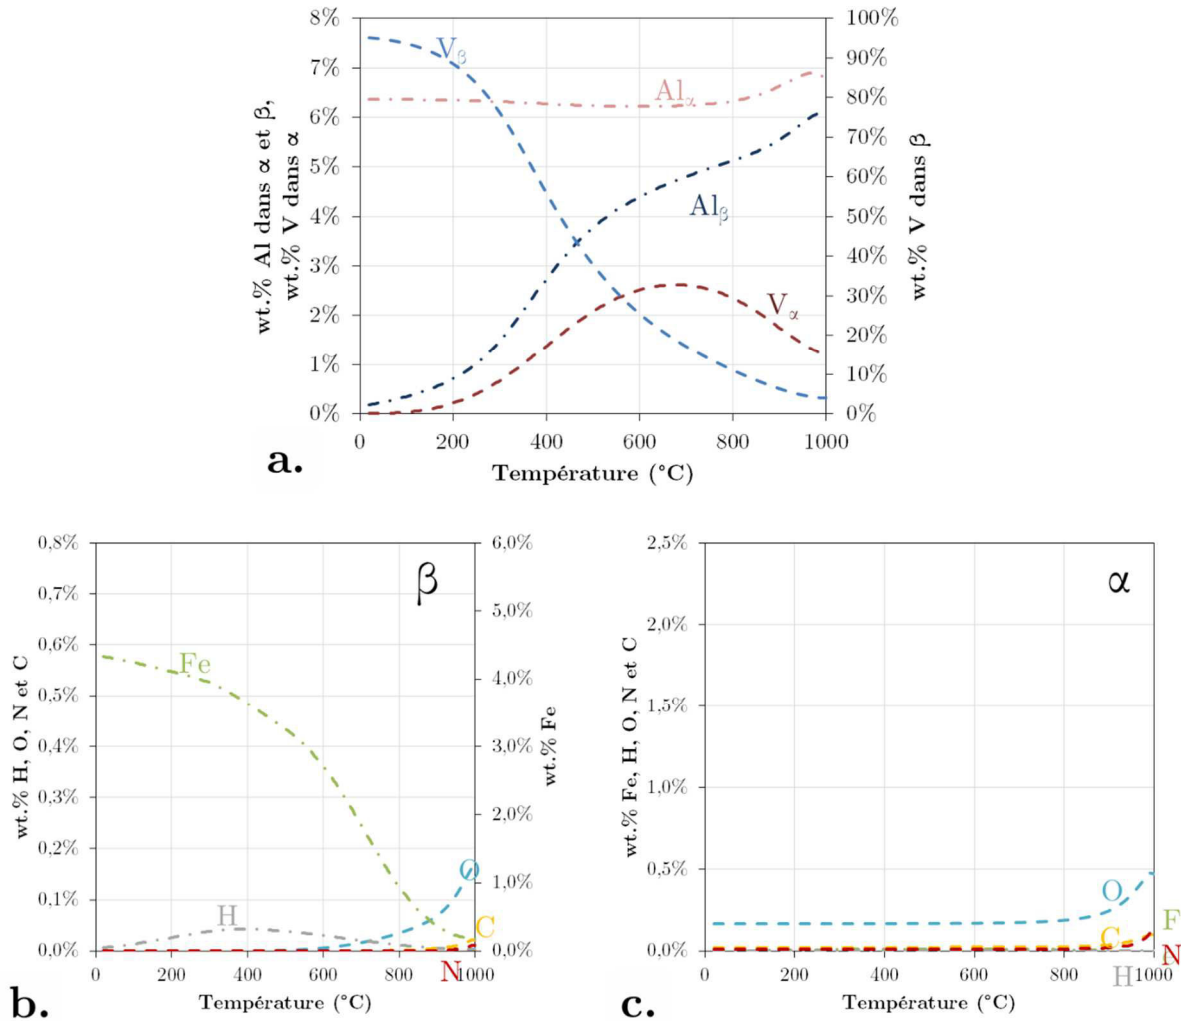 8% 100%
7% 90%
6% 80%
5% 70%
4% 60%
3% 50%
2% 40%
1% 30%
0% 20%
10%
0%
wt.% Al dans α et β,
wt.% V dans α
wt.% V dans β
Vβ
Alα
Alβ
Vα
0 200 400 600 800 1000
Température (°C)
a.
0,8% 6,0%
0,7% 5,0%
0,6% 4,0%
0,5% 3,0%
0,4% 2,0%
0,3% 1,0%
0,2% 0,0%
0,1%
0,0%
wt.% H, O, N et C
wt.% Fe
β
Fe
H
O
C
N
0 200 400 600 800 1000
Température (°C)
b.
2,5%
2,0%
1,5%
1,0%
0,5%
0,0%
wt.% Fe, H, O, N et C
α
O
C
F
N
H
0 200 400 600 800 1000
Température (°C)
c.